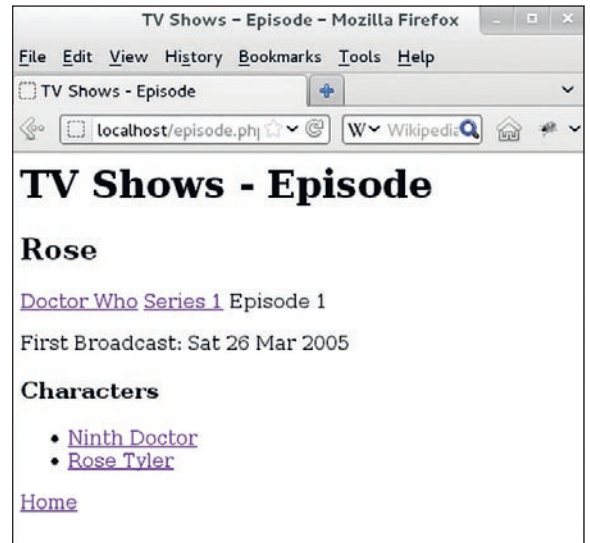 TV Shows – Episode – Mozilla Firefox
File Edit View History Bookmarks Tools Help
TV Shows - Episode
localhost/episode.ph W Wikipedia
TV Shows - Episode
Rose
Doctor Who Series 1 Episode 1
First Broadcast: Sat 26 Mar 2005
Characters
• Ninth Doctor
• Rose Tyler
Home